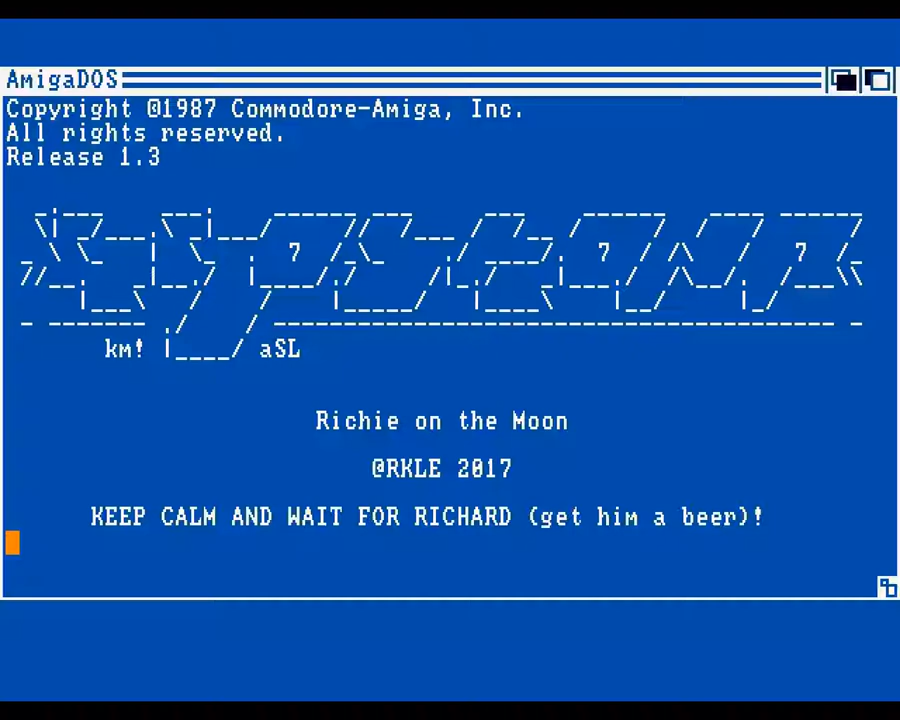 AmigaDOS
Copyright ©1987 Commodore-Amiga, Inc.
All rights reserved.
Release 1.3
km! aSL
Richie on the Moon
@RKLE 2017
KEEP CALM AND WAIT FOR RICHARD (get him a beer)!